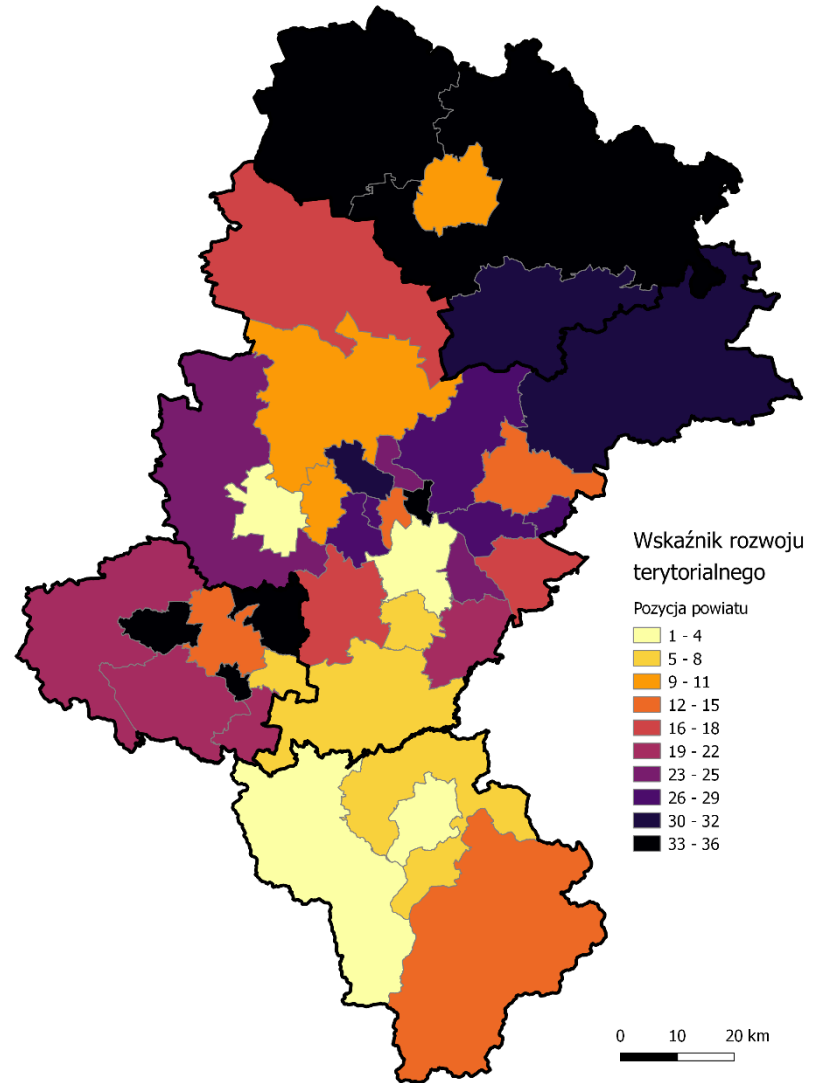 Wskaźnik rozwoju
terytorialnego
Pozycja powiatu
1 - 4
5 - 8
9 - 11
12 - 15
16 - 18
19 - 22
23 - 25
26 - 29
30 - 32
33 - 36
0 10 20 km